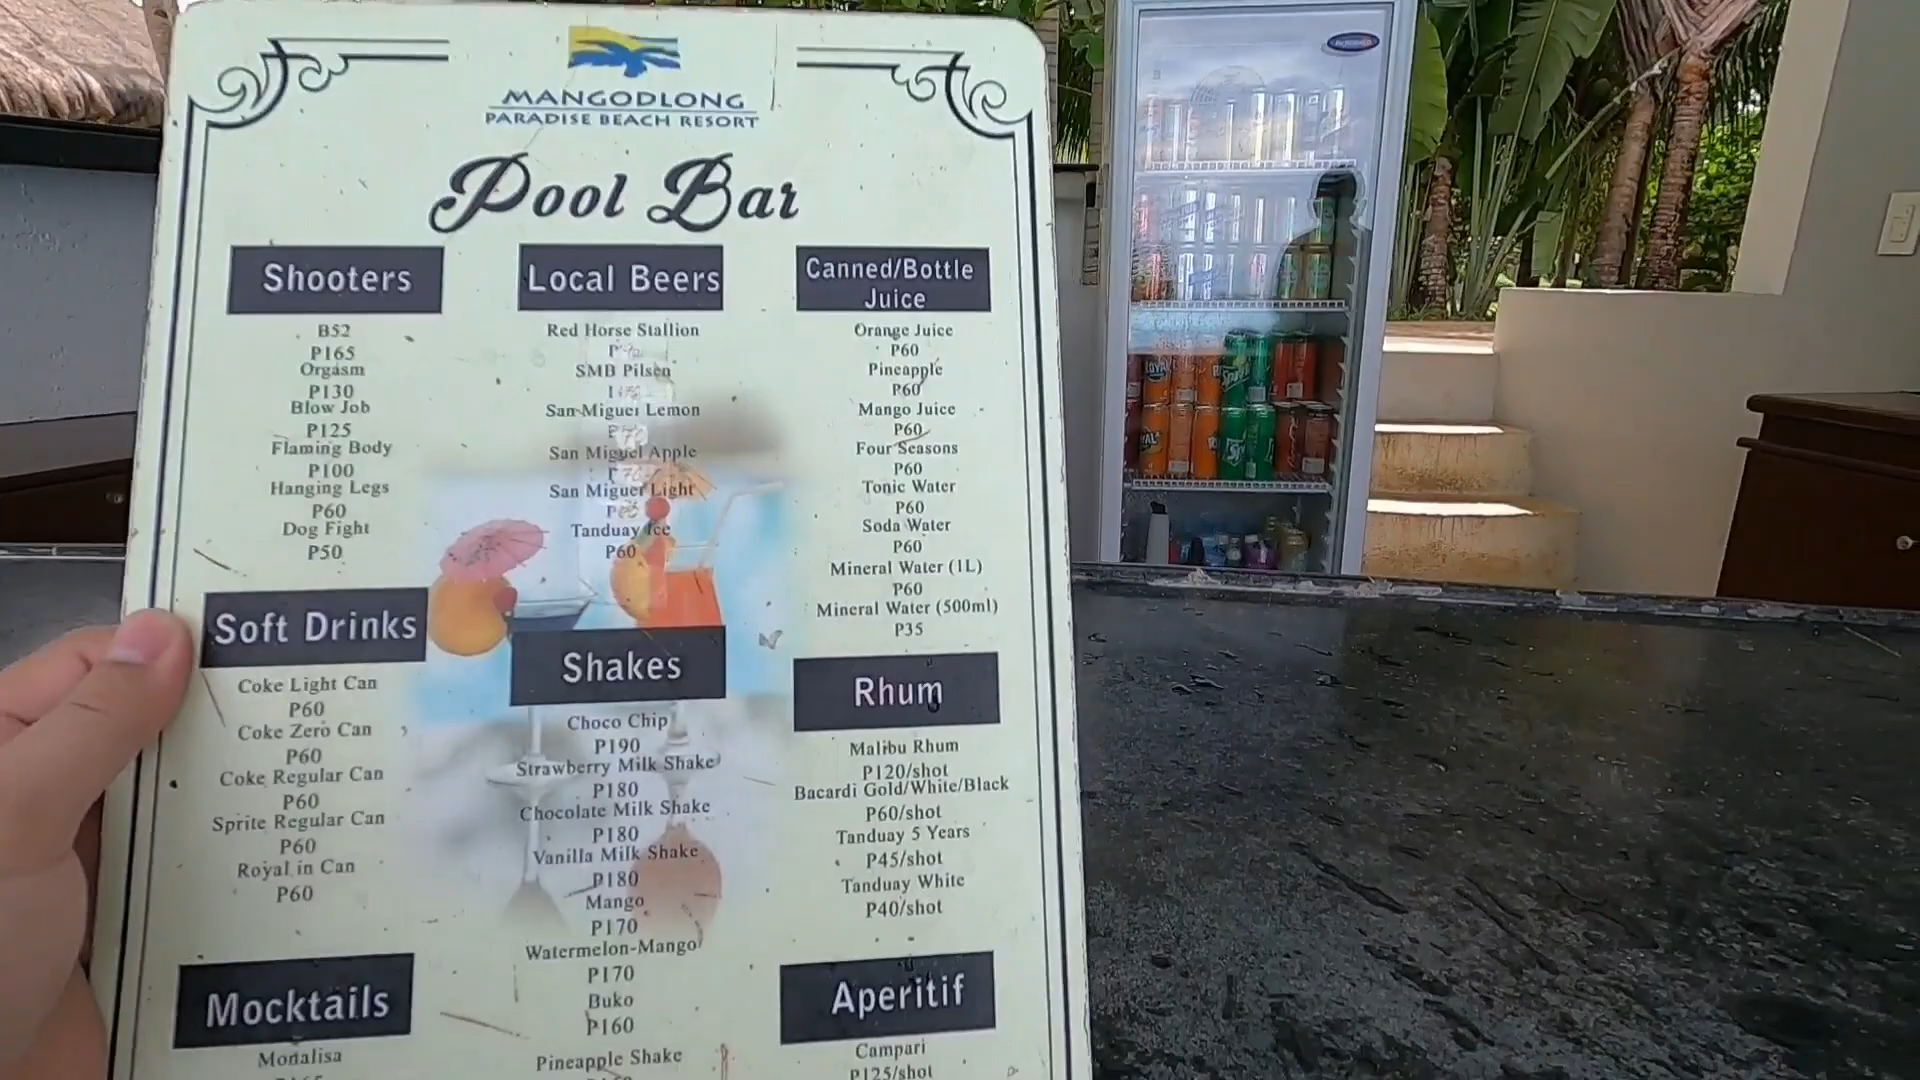 MANGODLONG
PARADISE BEACH RESORT
Pool Bar
Shooters
B52
P165
Orgasm
P130
Blow Job
P125
Flaming Body
P100
Hanging Legs
P60
Dog Fight
P50
Soft Drinks
Coke Light Can
P60
Coke Zero Can
P60
Coke Regular Can
P60
Sprite Regular Can
P60
Royal in Can
P60
Mocktails
Monalisa
Local Beers
Red Horse Stallion
SMB Pilsen
San Miguel Lemon
San Miguel Apple
San Miguel Light
Tanduay Ice
P60
Shakes
Choco Chip
P190
Strawberry Milk Shake
P180
Chocolate Milk Shake
P180
Vanilla Milk Shake
P180
Mango
P170
Watermelon-Mango
P170
Buko
P160
Pineapple Shake
Canned/Bottle
Juice
Orange Juice
P60
Pineapple
P60
Mango Juice
P60
Four Seasons
P60
Tonic Water
P60
Soda Water
P60
Mineral Water (1L)
P60
Mineral Water (500ml)
P35
Rhum
Malibu Rhum
P120/shot
Bacardi Gold/White/Black
P60/shot
Tanduay 5 Years
P45/shot
Tanduay White
P40/shot
Aperitif
Campari
P125/shot